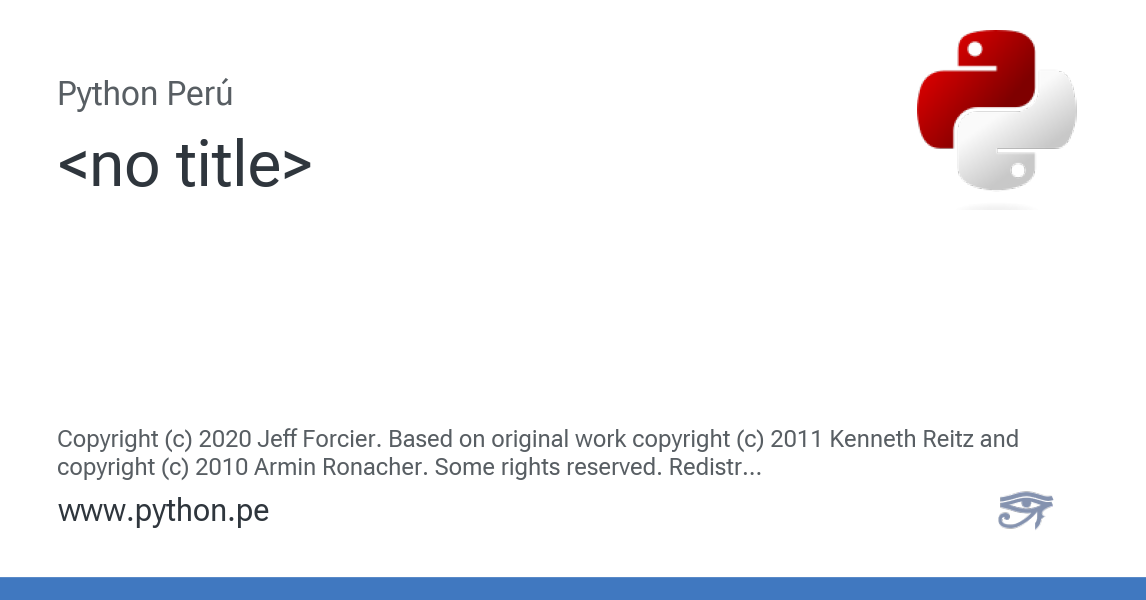 Python Perú
<no title>
Copyright (c) 2020 Jeff Forcier. Based on original work copyright (c) 2011 Kenneth Reitz and
copyright (c) 2010 Armin Ronacher. Some rights reserved. Redistr...
www.python.pe